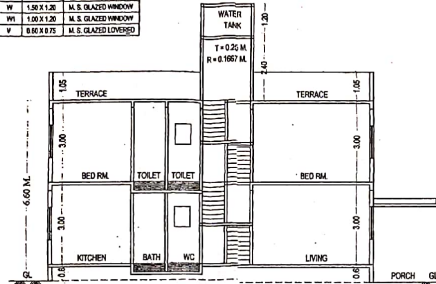 W 1.50 X 1.20 M. S. GLAZED WINDOW
W1 1.00 X 1.20 M. S. GLAZED WINDOW
V 0.60 X 0.75 M. S. GLAZED LOVERED
WATER
TANK
1.20
T = 0.25 M.
R = 0.1667 M.
2.40
1.05
TERRACE
TERRACE
1.05
3.00
3.00
BED RM.
TOILET
TOILET
BED RM.
6.60 M.
3.00
3.00
KITCHEN
BATH
WC
LIVING
GL
0.6
0.6
PORCH